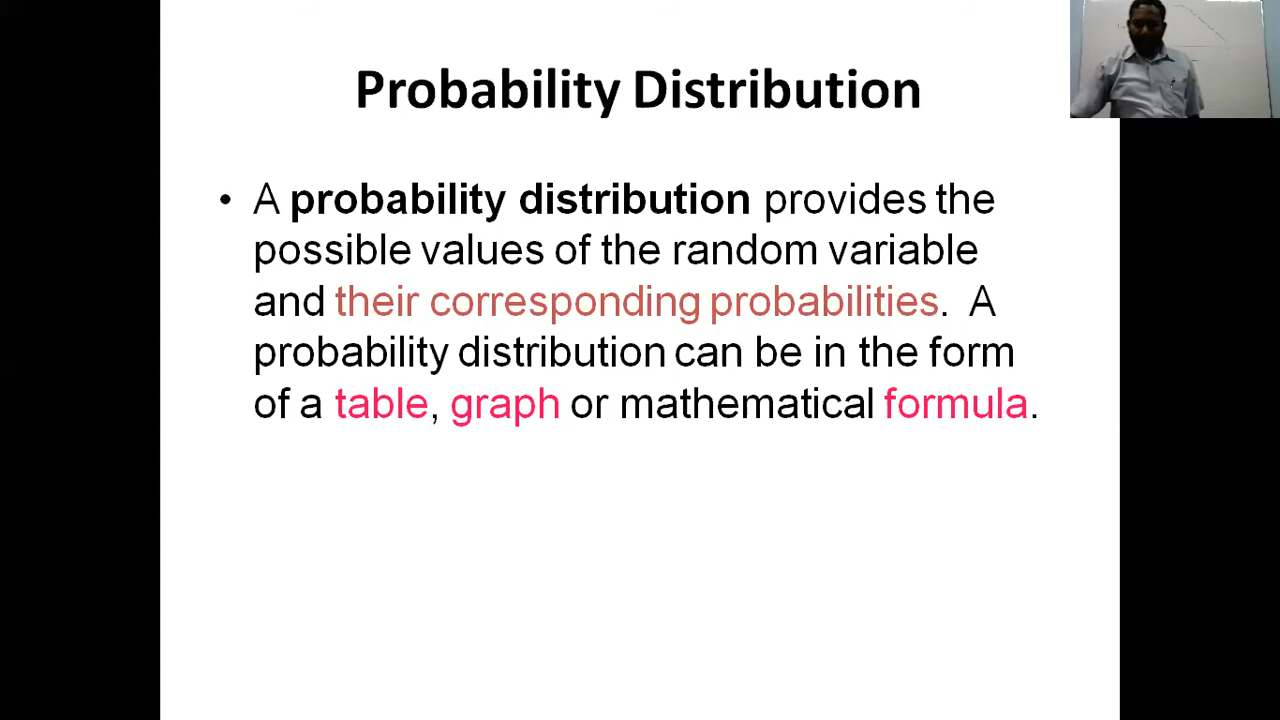 Probability Distribution
• A probability distribution provides the
possible values of the random variable
and their corresponding probabilities. A
probability distribution can be in the form
of a table, graph or mathematical formula.